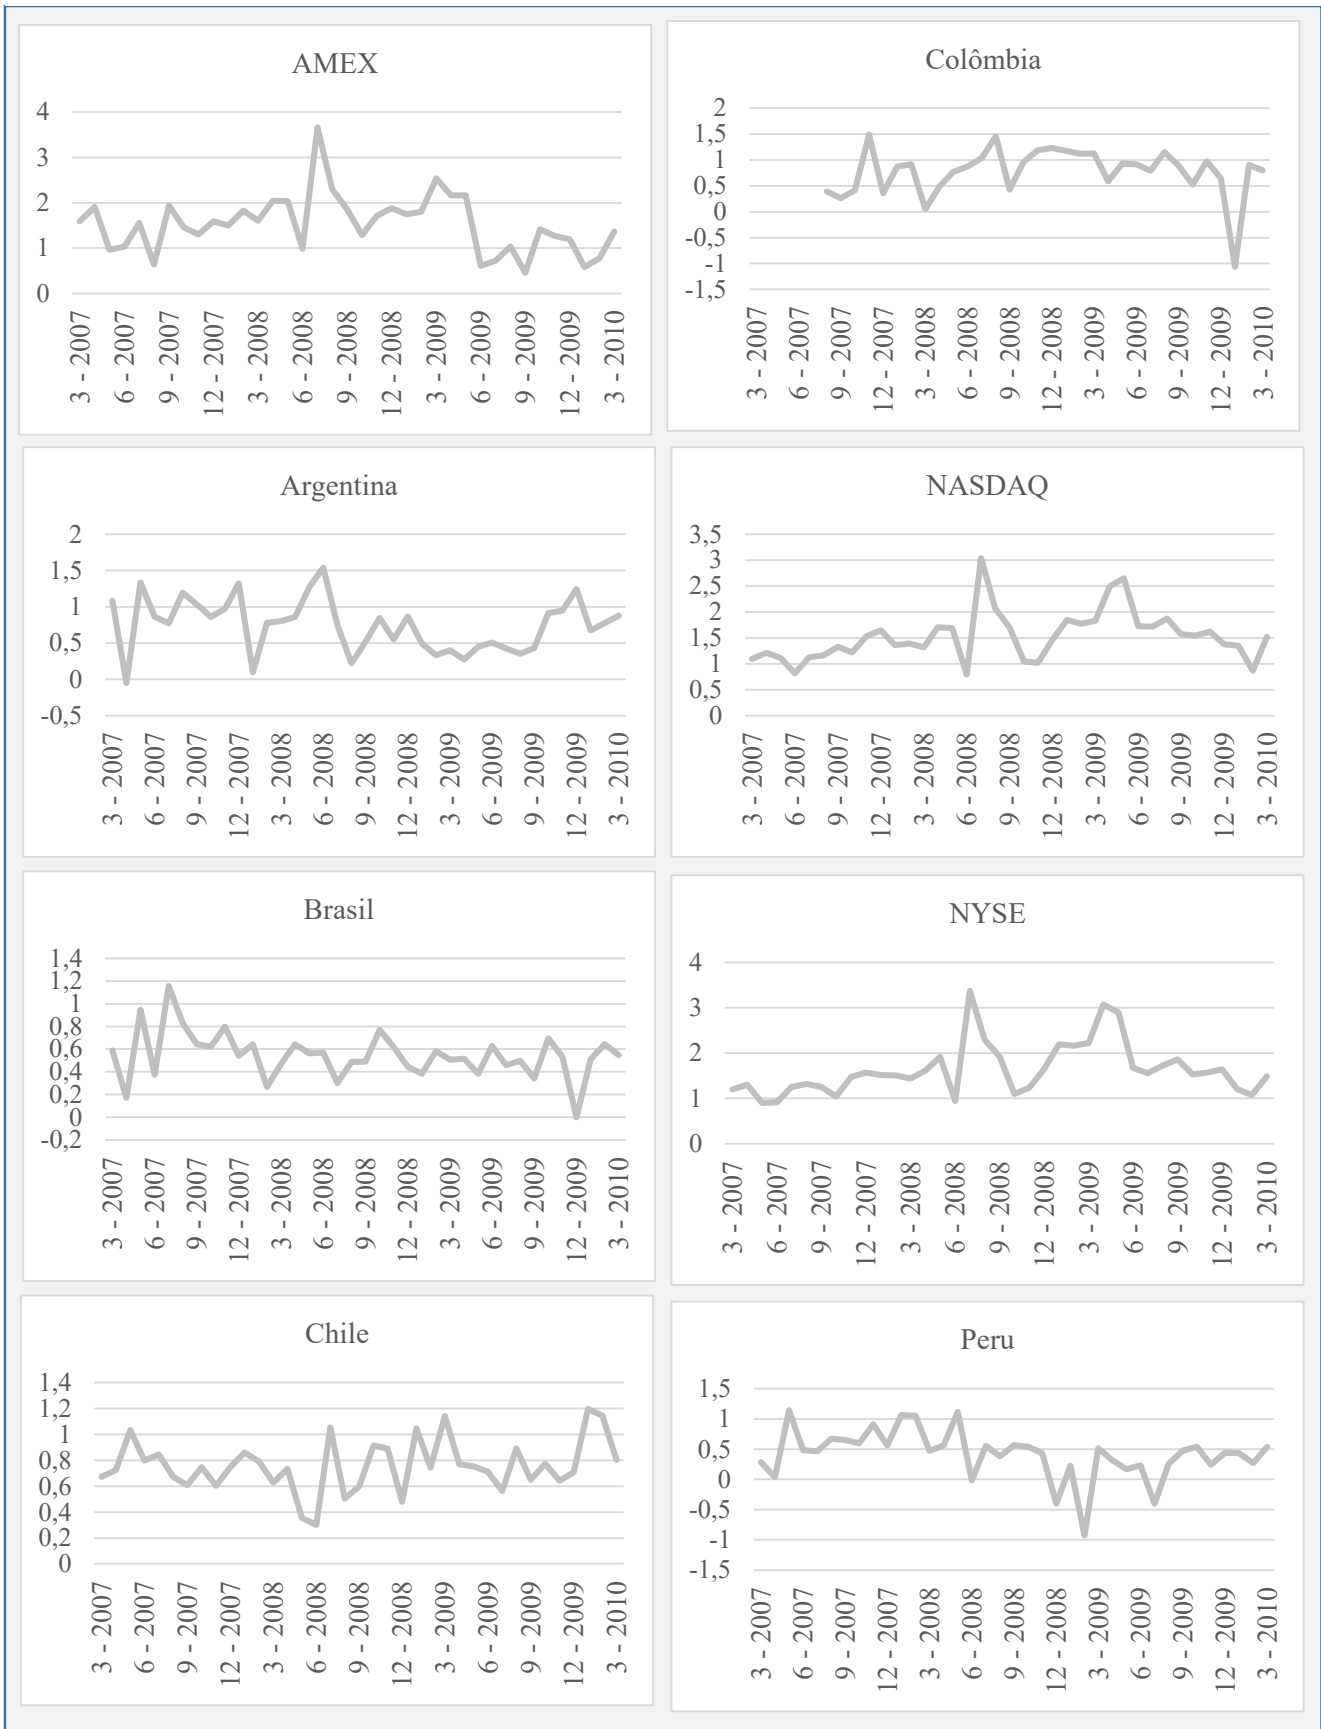 AMEX
4
3
2
1
0
3 - 2007
6 - 2007
9 - 2007
12 - 2007
3 - 2008
6 - 2008
9 - 2008
12 - 2008
3 - 2009
6 - 2009
9 - 2009
12 - 2009
3 - 2010
Colômbia
2
1,5
1
0,5
0
-0,5
-1
-1,5
3 - 2007
6 - 2007
9 - 2007
12 - 2007
3 - 2008
6 - 2008
9 - 2008
12 - 2008
3 - 2009
6 - 2009
9 - 2009
12 - 2009
3 - 2010
Argentina
2
1,5
1
0,5
0
-0,5
3 - 2007
6 - 2007
9 - 2007
12 - 2007
3 - 2008
6 - 2008
9 - 2008
12 - 2008
3 - 2009
6 - 2009
9 - 2009
12 - 2009
3 - 2010
NASDAQ
3,5
3
2,5
2
1,5
1
0,5
0
3 - 2007
6 - 2007
9 - 2007
12 - 2007
3 - 2008
6 - 2008
9 - 2008
12 - 2008
3 - 2009
6 - 2009
9 - 2009
12 - 2009
3 - 2010
Brasil
1,4
1,2
1
0,8
0,6
0,4
0,2
0
-0,2
3 - 2007
6 - 2007
9 - 2007
12 - 2007
3 - 2008
6 - 2008
9 - 2008
12 - 2008
3 - 2009
6 - 2009
9 - 2009
12 - 2009
3 - 2010
NYSE
4
3
2
1
0
3 - 2007
6 - 2007
9 - 2007
12 - 2007
3 - 2008
6 - 2008
9 - 2008
12 - 2008
3 - 2009
6 - 2009
9 - 2009
12 - 2009
3 - 2010
Chile
1,4
1,2
1
0,8
0,6
0,4
0,2
0
3 - 2007
6 - 2007
9 - 2007
12 - 2007
3 - 2008
6 - 2008
9 - 2008
12 - 2008
3 - 2009
6 - 2009
9 - 2009
12 - 2009
3 - 2010
Peru
1,5
1
0,5
0
-0,5
-1
-1,5
3 - 2007
6 - 2007
9 - 2007
12 - 2007
3 - 2008
6 - 2008
9 - 2008
12 - 2008
3 - 2009
6 - 2009
9 - 2009
12 - 2009
3 - 2010